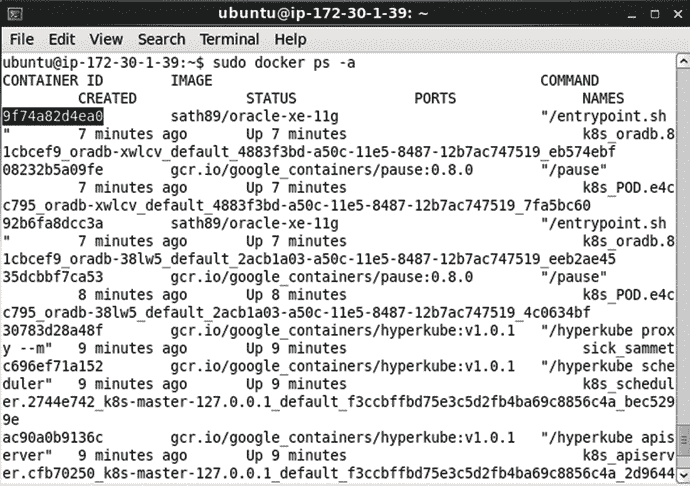 ubuntu@ip-172-30-1-39: ~
File Edit View Search Terminal Help
ubuntu@ip-172-30-1-39:~$ sudo docker ps -a
CONTAINER ID        IMAGE                                  COMMAND
         CREATED             STATUS              PORTS               NAMES
9f74a82d4ea0        sath89/oracle-xe-11g                   "/entrypoint.sh
"        7 minutes ago       Up 7 minutes                            k8s_oradb.8
1cbcef9_oradb-xwlcv_default_4883f3bd-a50c-11e5-8487-12b7ac747519_eb574ebf
08232b5a09fe        gcr.io/google_containers/pause:0.8.0   "/pause"
         7 minutes ago       Up 7 minutes                            k8s_POD.e4c
c795_oradb-xwlcv_default_4883f3bd-a50c-11e5-8487-12b7ac747519_7fa5bc60
92b6fa8dcc3a        sath89/oracle-xe-11g                   "/entrypoint.sh
"        7 minutes ago       Up 7 minutes                            k8s_oradb.8
1cbcef9_oradb-38lw5_default_2acb1a03-a50c-11e5-8487-12b7ac747519_eeb2ae45
35dcbbf7ca53        gcr.io/google_containers/pause:0.8.0   "/pause"
         8 minutes ago       Up 8 minutes                            k8s_POD.e4c
c795_oradb-38lw5_default_2acb1a03-a50c-11e5-8487-12b7ac747519_4c0634bf
30783d28a48f        gcr.io/google_containers/hyperkube:v1.0.1   "/hyperkube prox
y --m"   9 minutes ago       Up 9 minutes                            sick_sammet
c696ef71a152        gcr.io/google_containers/hyperkube:v1.0.1   "/hyperkube sche
duler"   9 minutes ago       Up 9 minutes                            k8s_schedul
er.2744e742_k8s-master-127.0.0.1_default_f3ccbffbd75e3c5d2fb4ba69c8856c4a_bec529
9e
ac90a0b9136c        gcr.io/google_containers/hyperkube:v1.0.1   "/hyperkube apis
erver"   9 minutes ago       Up 9 minutes                            k8s_apiserv
er.cfb70250_k8s-master-127.0.0.1_default_f3ccbffbd75e3c5d2fb4ba69c8856c4a_2d9644